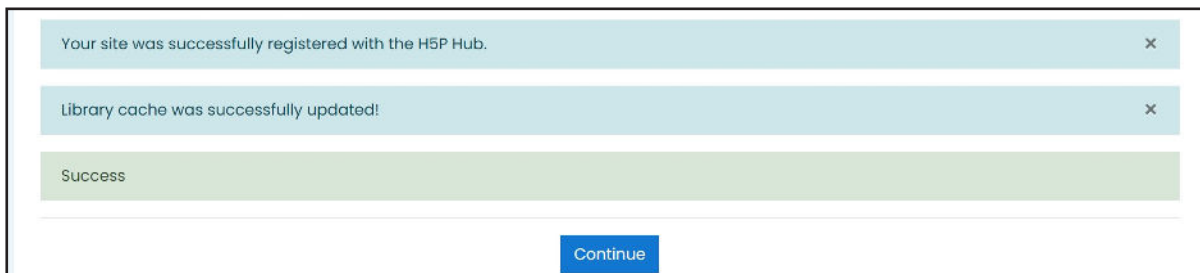 Your site was successfully registered with the H5P Hub. ×
Library cache was successfully updated! ×
Success
Continue